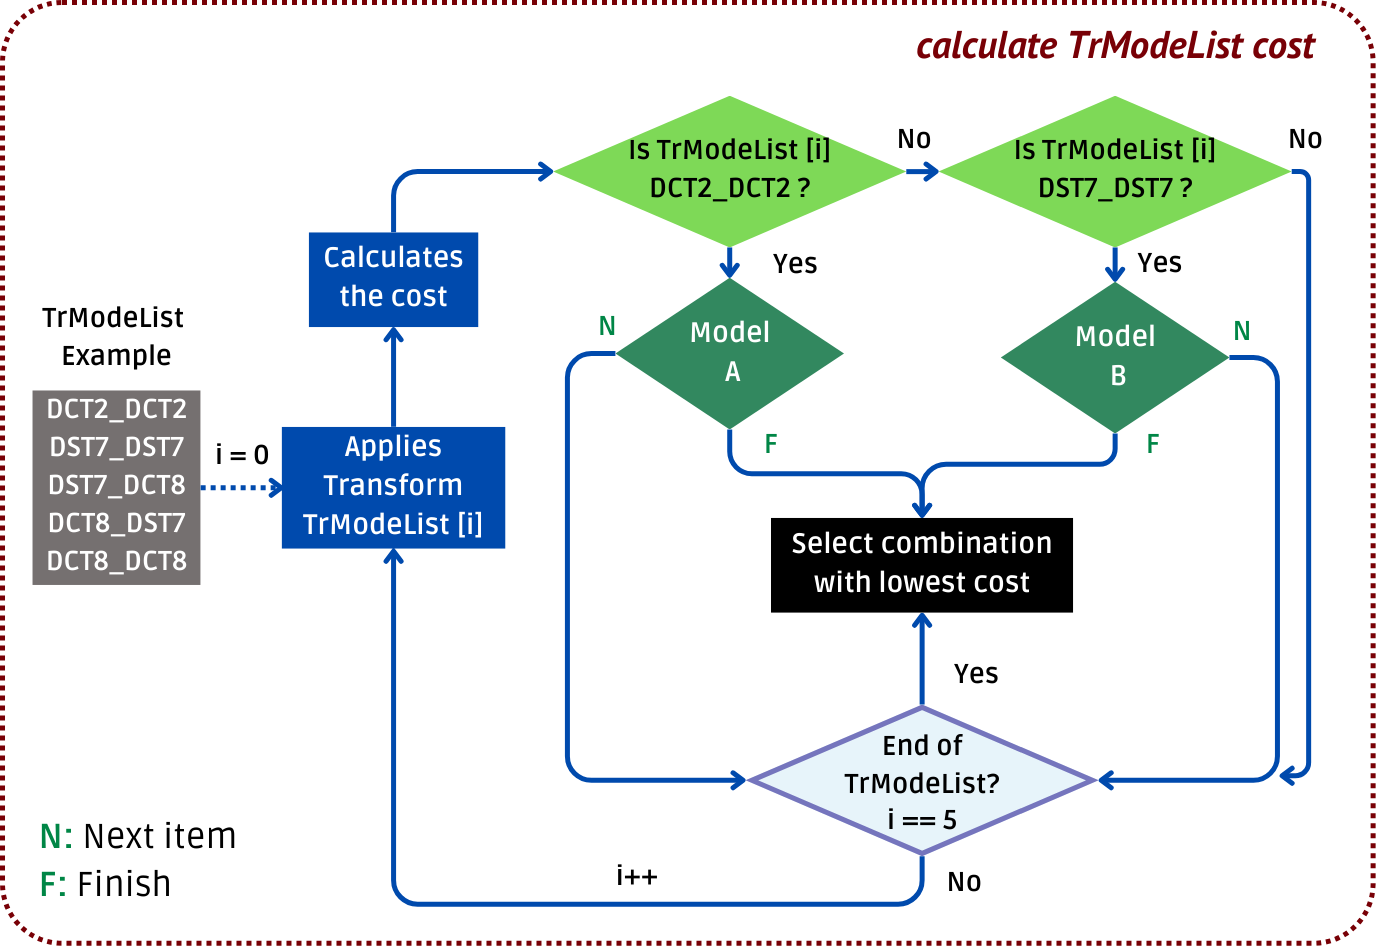 calculate TrModeList cost
Is TrModeList [i]
DCT2_DCT2 ?
No
Is TrModeList [i]
DST7_DST7 ?
No
Yes
Yes
Calculates
the cost
TrModeList
Example
DCT2_DCT2
DST7_DST7
DST7_DCT8
DCT8_DST7
DCT8_DCT8
i = 0
Applies
Transform
TrModeList [i]
N
Model
A
F
Model
B
N
F
Select combination
with lowest cost
Yes
End of
TrModeList?
i == 5
No
i++
N: Next item
F: Finish